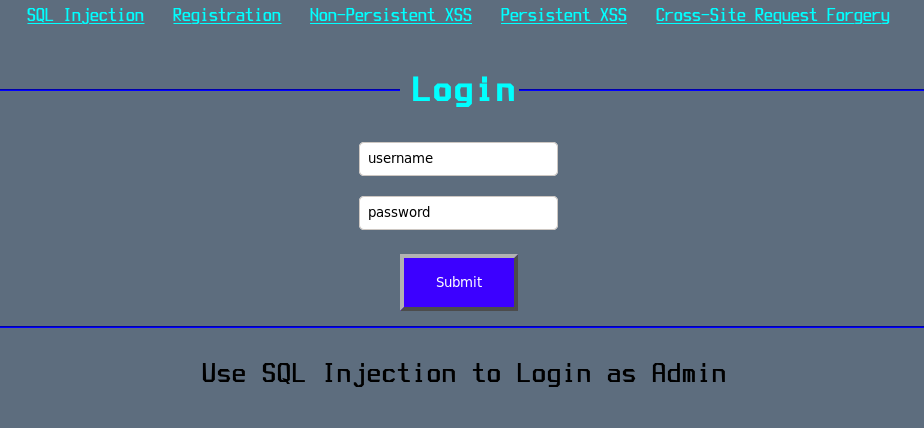 SQL Injection Registration Non-Persistent XSS Persistent XSS Cross-Site Request Forgery
Login
username
password
Submit
Use SQL Injection to Login as Admin